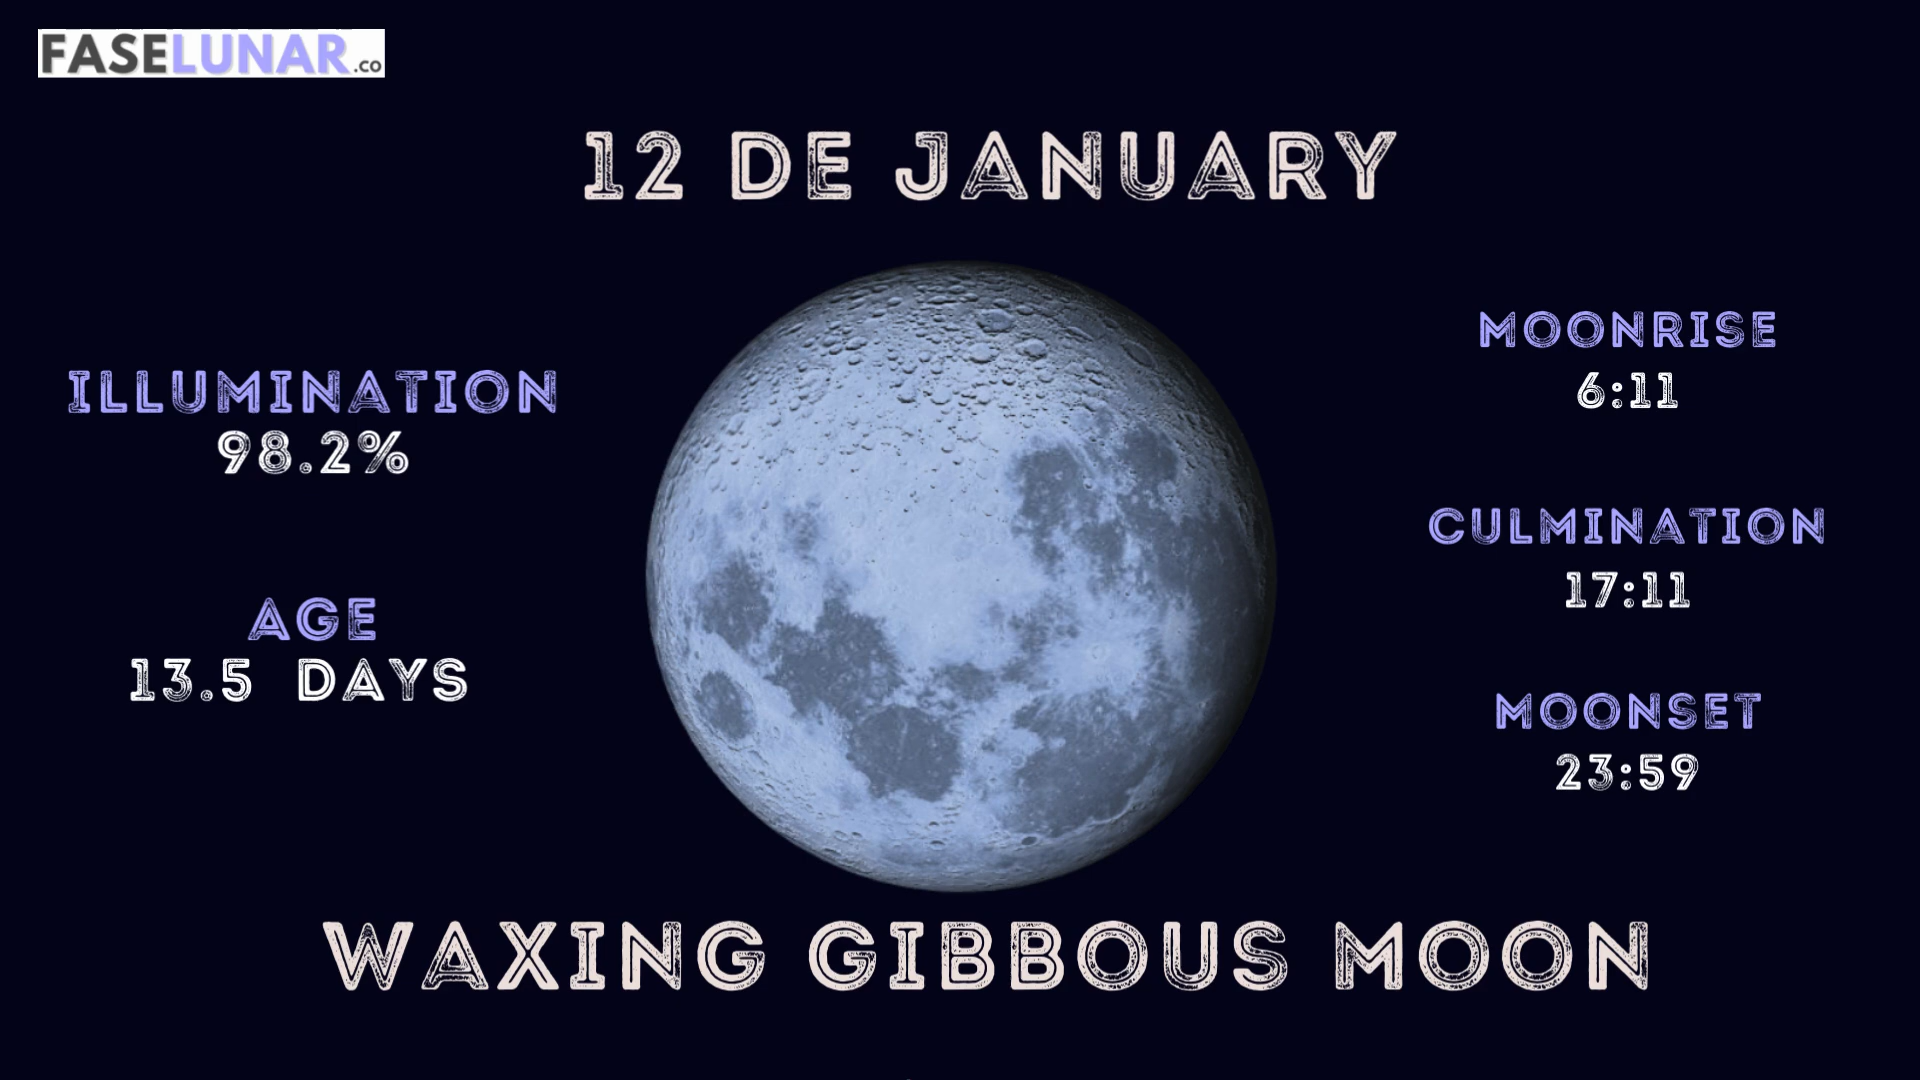 FASELUNAR.co
12 DE JANUARY
ILLUMINATION
98.2%
AGE
13.5 DAYS
MOONRISE
6:11
CULMINATION
17:11
MOONSET
23:59
WAXING GIBBOUS MOON